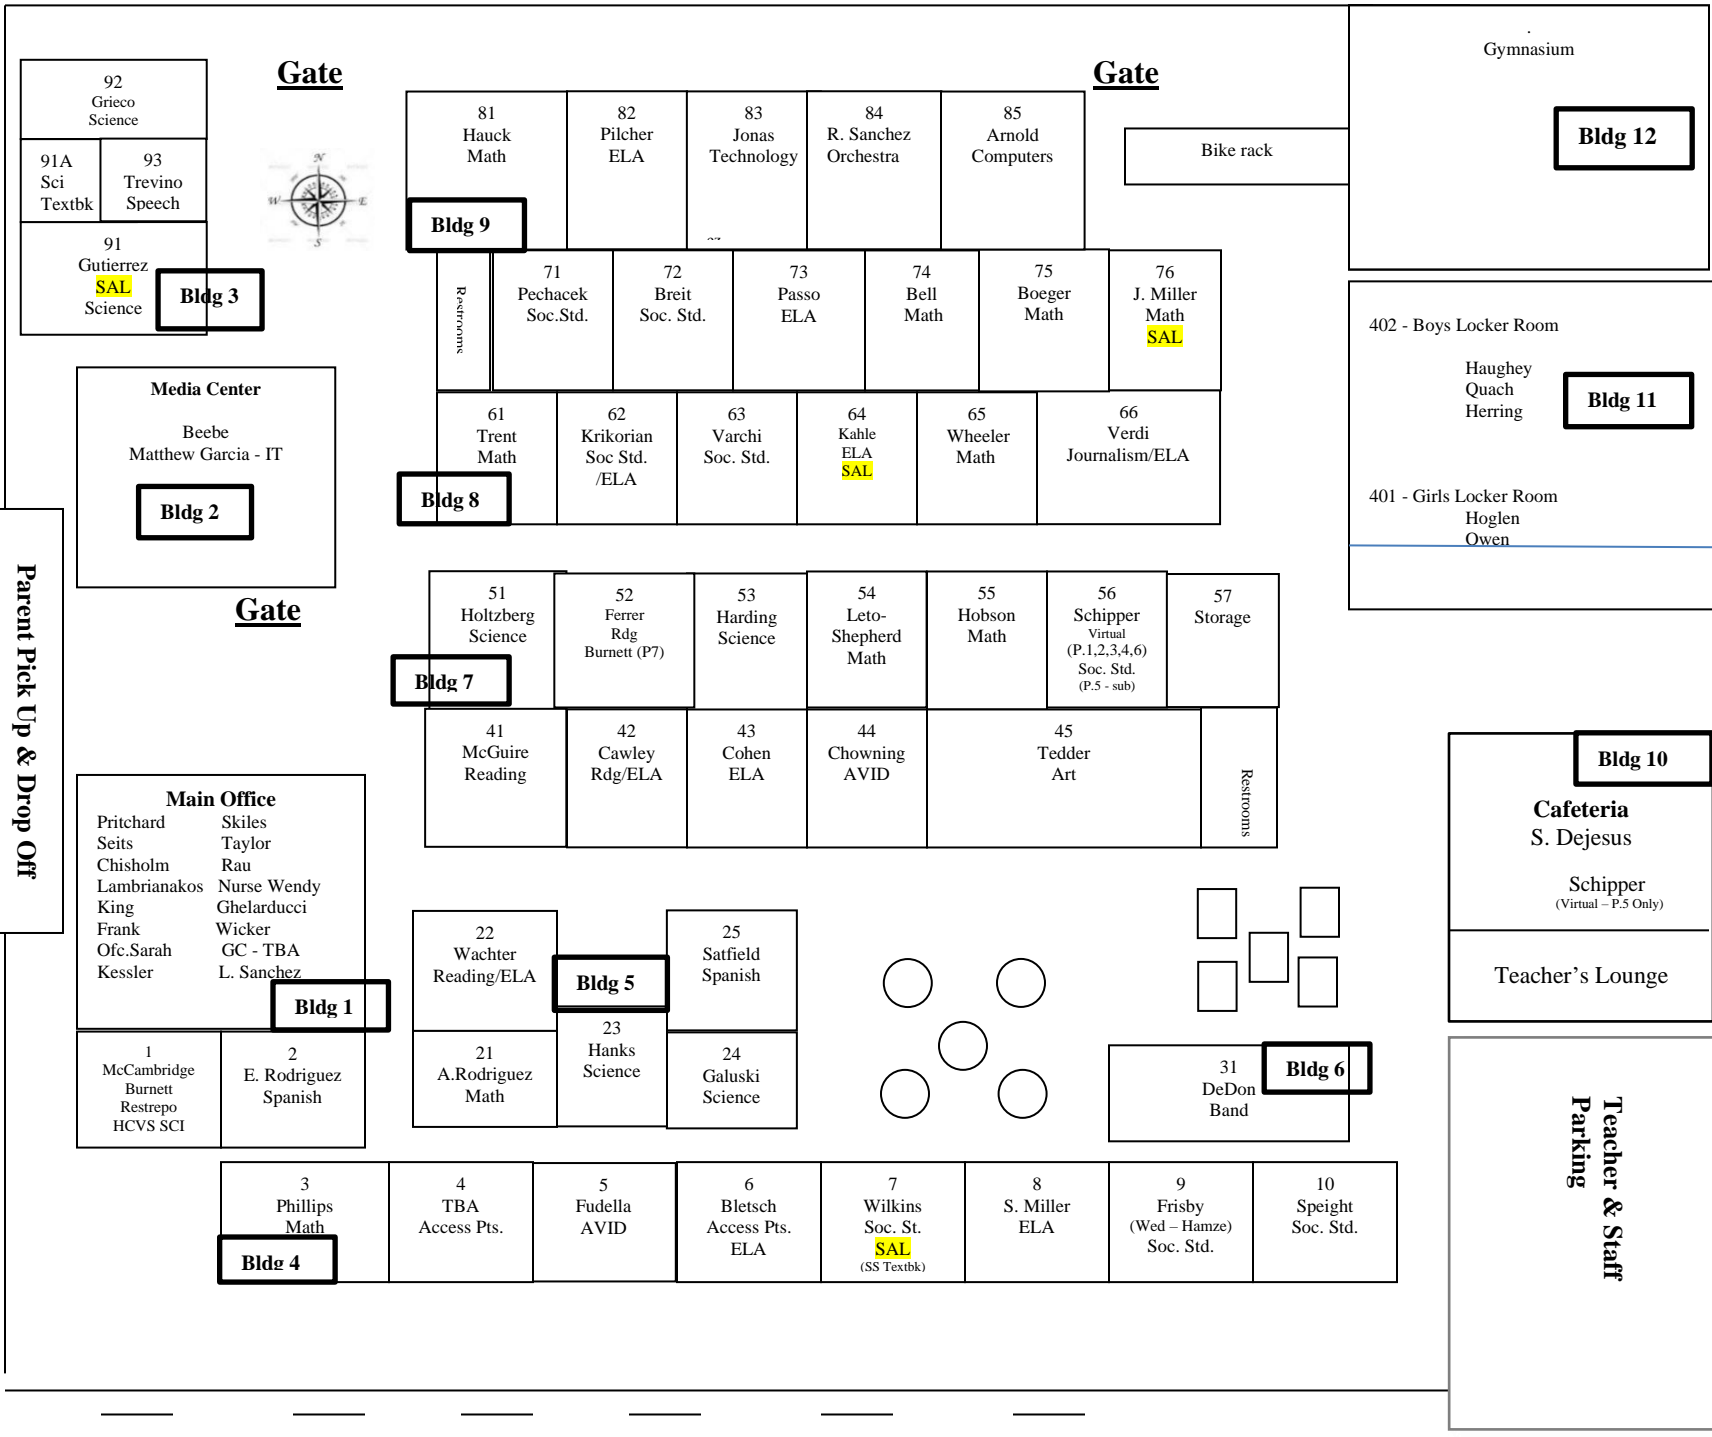 Gate
Gate
.
Gymnasium
Bldg 12
92
Grieco
Science
91A
Sci
Textbk
93
Trevino
Speech
91
Gutierrez
SAL
Science
Bldg 3
N
W
E
S
81
Hauck
Math
Bldg 9
82
Pilcher
ELA
83
Jonas
Technology
84
R. Sanchez
Orchestra
85
Arnold
Computers
Bike rack
Restrooms
71
Pechacek
Soc.Std.
72
Breit
Soc. Std.
73
Passo
ELA
74
Bell
Math
75
Boeger
Math
76
J. Miller
Math
SAL
402 - Boys Locker Room
Haughey
Quach
Herring
Bldg 11
401 - Girls Locker Room
Hoglen
Owen
Media Center
Beebe
Matthew Garcia - IT
Bldg 2
61
Trent
Math
Bldg 8
62
Krikorian
Soc Std.
/ELA
63
Varchi
Soc. Std.
64
Kahle
ELA
SAL
65
Wheeler
Math
66
Verdi
Journalism/ELA
Parent Pick Up & Drop Off
Gate
51
Holtzberg
Science
Bldg 7
52
Ferrer
Rdg
Burnett (P7)
53
Harding
Science
54
Leto-
Shepherd
Math
55
Hobson
Math
56
Schipper
Virtual
(P.1,2,3,4,6)
Soc. Std.
(P.5 - sub)
57
Storage
41
McGuire
Reading
42
Cawley
Rdg/ELA
43
Cohen
ELA
44
Chowning
AVID
45
Tedder
Art
Restrooms
Bldg 10
Cafeteria
S. Dejesus
Schipper
(Virtual – P.5 Only)
Teacher's Lounge
Main Office
Pritchard Skiles
Seits Taylor
Chisholm Rau
Lambrianakos Nurse Wendy
King Ghelarducci
Frank Wicker
Ofc.Sarah GC - TBA
Kessler L. Sanchez
Bldg 1
1
McCambridge
Burnett
Restrepo
HCVS SCI
2
E. Rodriguez
Spanish
22
Wachter
Reading/ELA
Bldg 5
25
Satfield
Spanish
21
A.Rodriguez
Math
23
Hanks
Science
24
Galuski
Science
31
DeDon
Band
Bldg 6
3
Phillips
Math
Bldg 4
4
TBA
Access Pts.
5
Fudella
AVID
6
Bletsch
Access Pts.
ELA
7
Wilkins
Soc. St.
SAL
(SS Textbk)
8
S. Miller
ELA
9
Frisby
(Wed – Hamze)
Soc. Std.
10
Speight
Soc. Std.
Teacher & Staff
Parking